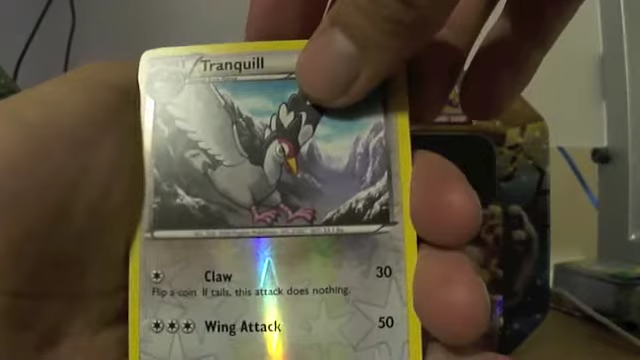 Tranquill
Claw 30
Flip a coin. If tails, this attack does nothing.
Wing Attack 50